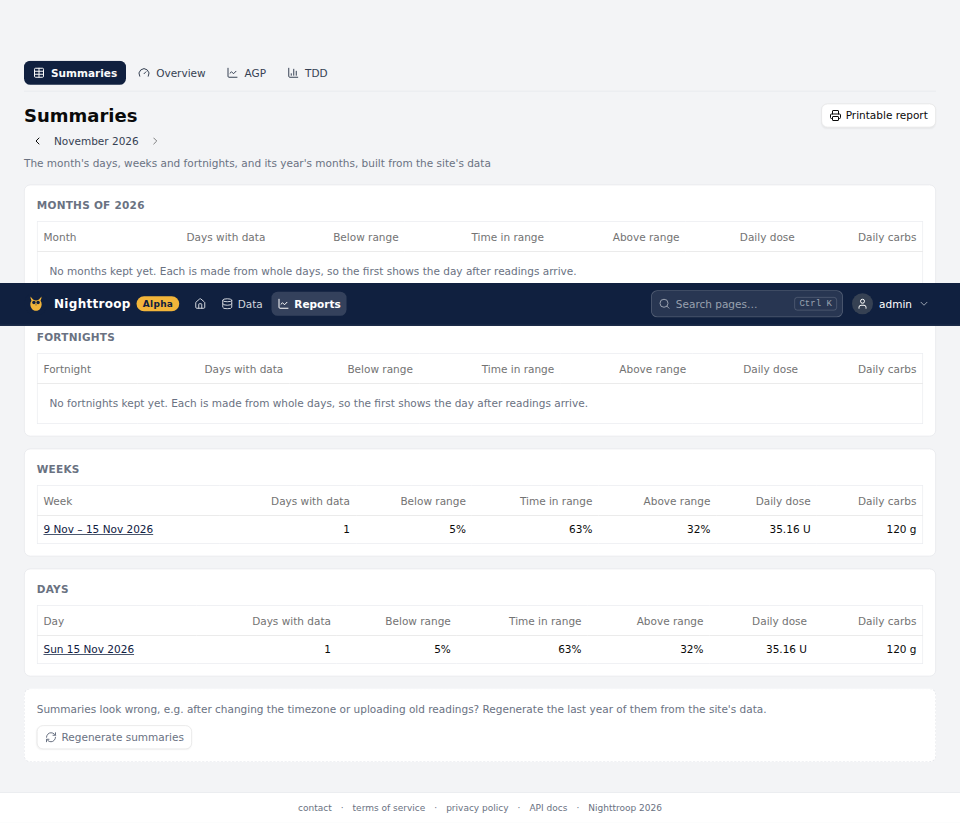 Summaries Overview AGP TDD
Summaries
Printable report
November 2026
The month's days, weeks and fortnights, and its year's months, built from the site's data
MONTHS OF 2026
Month Days with data Below range Time in range Above range Daily dose Daily carbs
No months kept yet. Each is made from whole days, so the first shows the day after readings arrive.
Nighttroop Alpha Data Reports Search pages... Ctrl K admin
FORTNIGHTS
Fortnight Days with data Below range Time in range Above range Daily dose Daily carbs
No fortnights kept yet. Each is made from whole days, so the first shows the day after readings arrive.
WEEKS
Week Days with data Below range Time in range Above range Daily dose Daily carbs
9 Nov – 15 Nov 2026 1 5% 63% 32% 35.16 U 120 g
DAYS
Day Days with data Below range Time in range Above range Daily dose Daily carbs
Sun 15 Nov 2026 1 5% 63% 32% 35.16 U 120 g
Summaries look wrong, e.g. after changing the timezone or uploading old readings? Regenerate the last year of them from the site's data.
Regenerate summaries
contact · terms of service · privacy policy · API docs · Nighttroop 2026